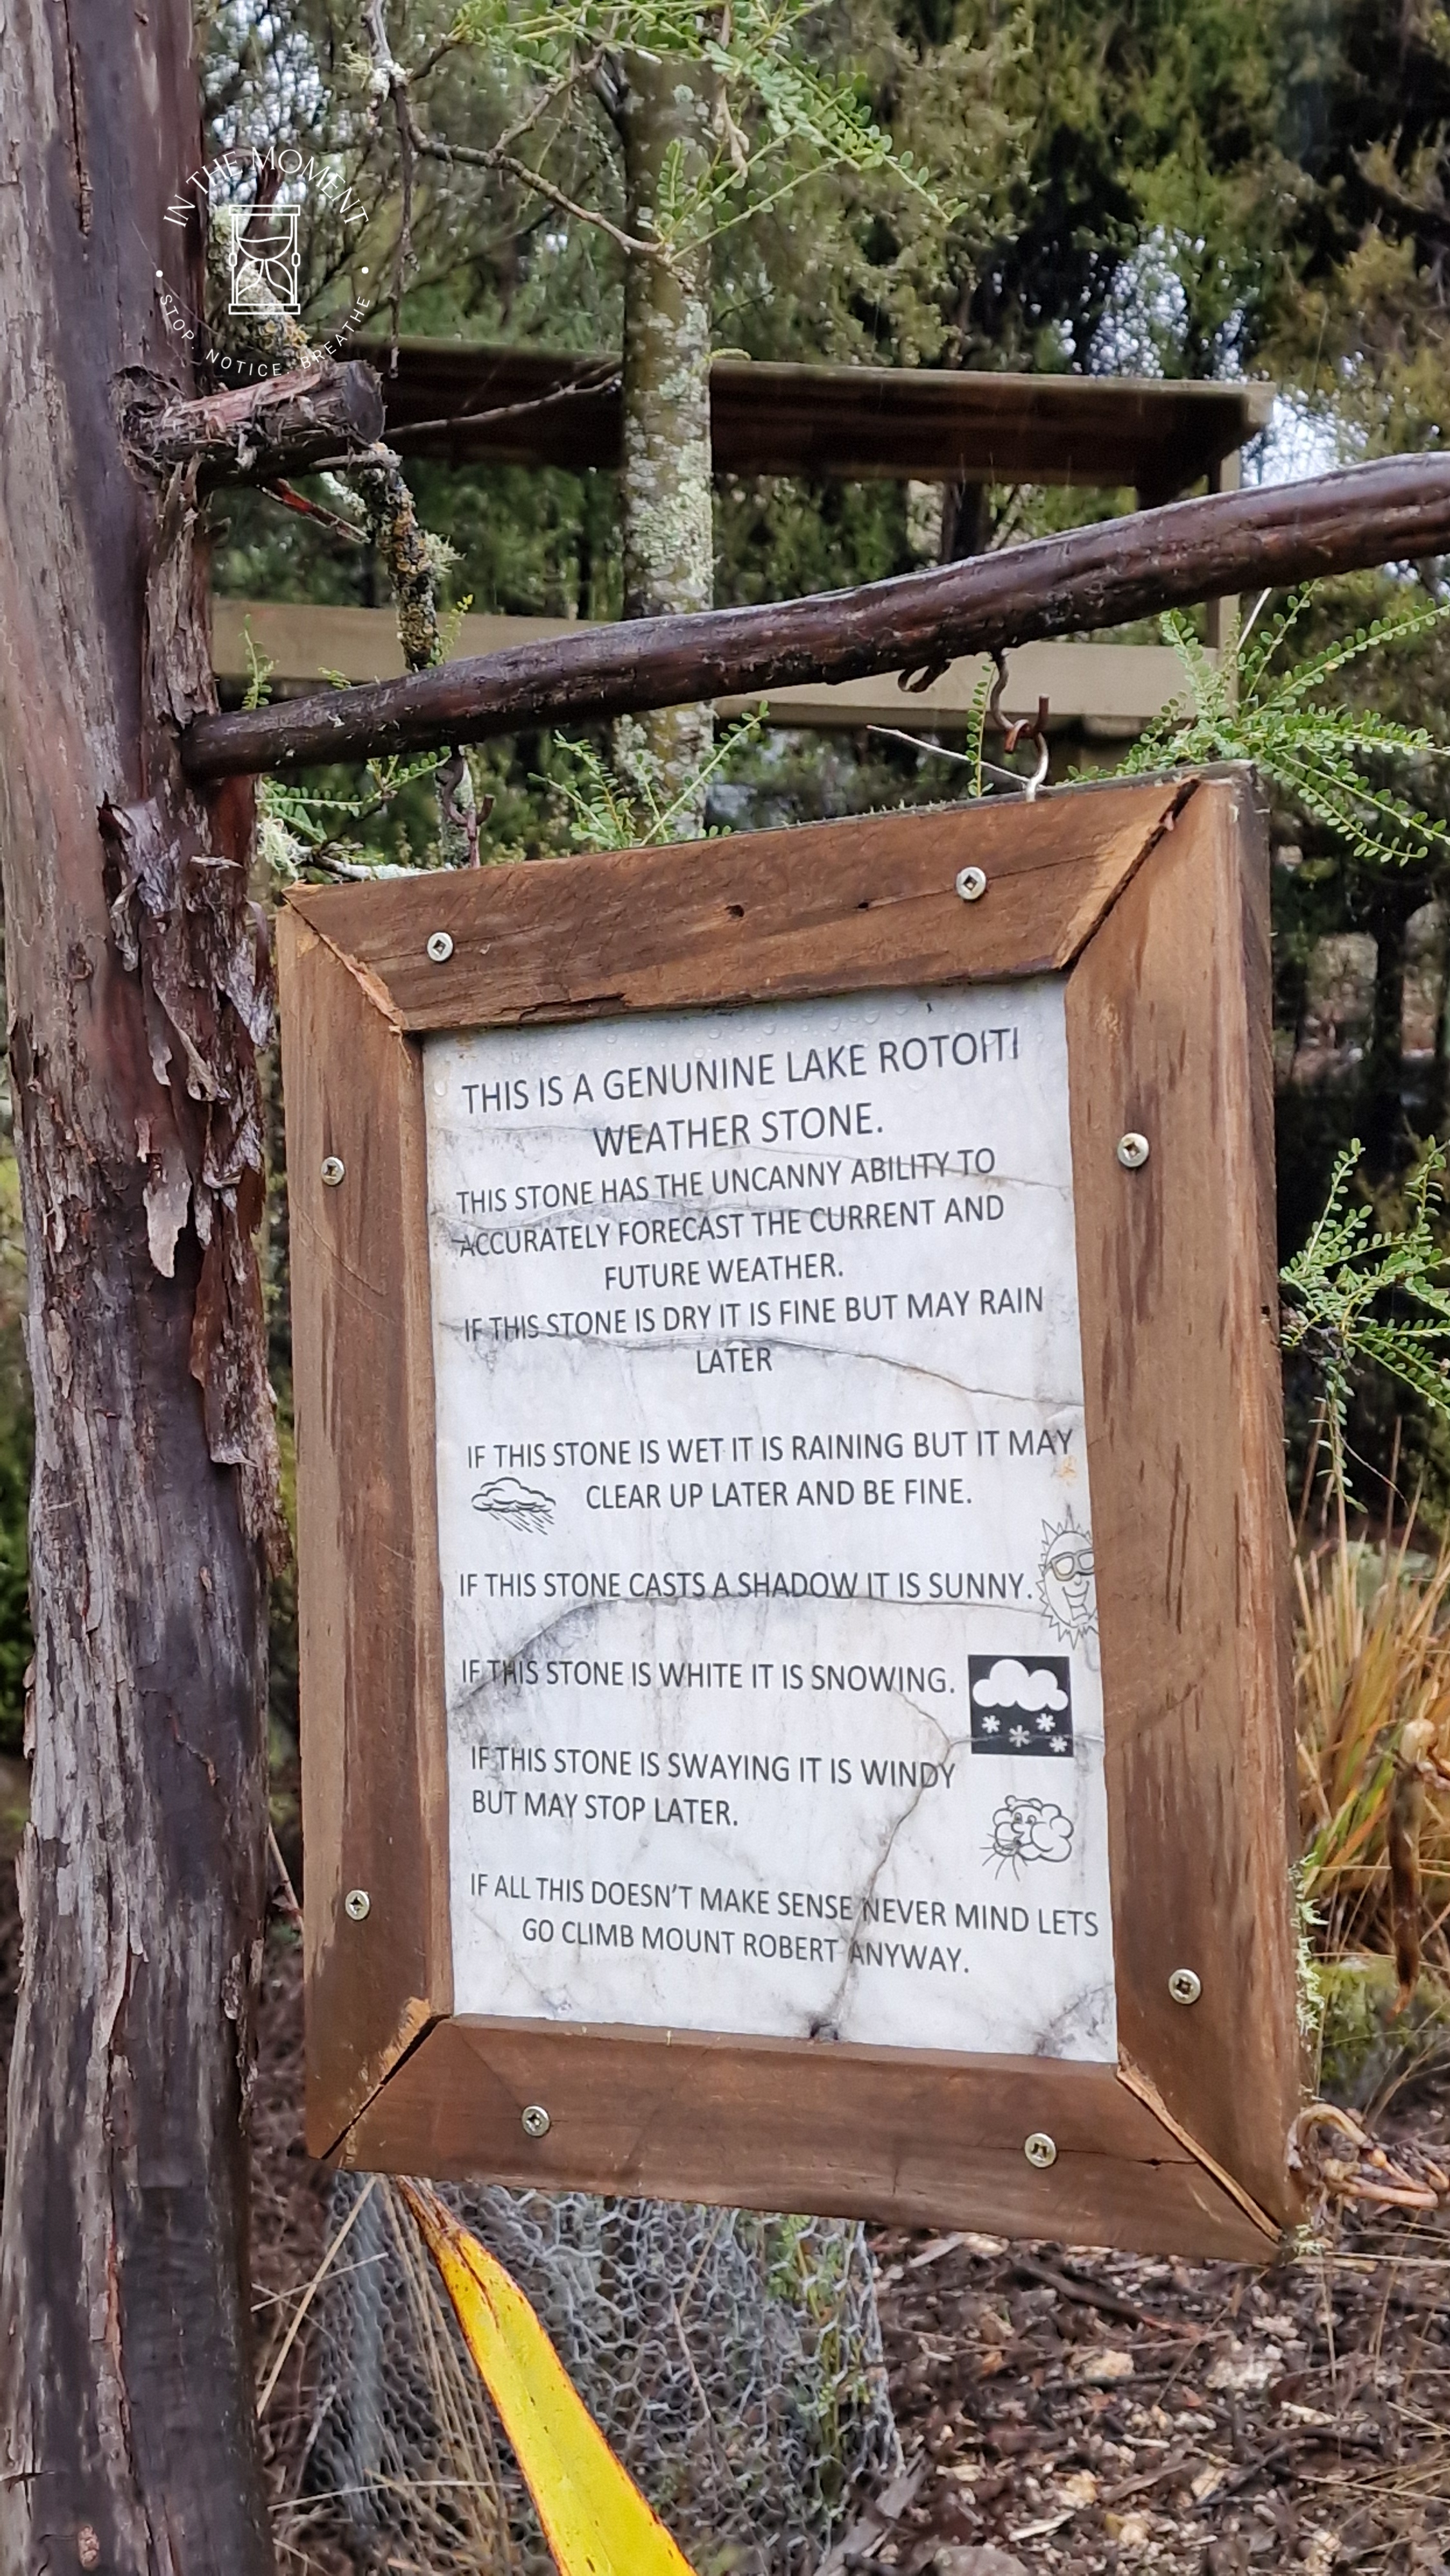 IN THE MOMENT
STOP. NOTICE. BREATHE
THIS IS A GENUNINE LAKE ROTOITI
WEATHER STONE.
THIS STONE HAS THE UNCANNY ABILITY TO
ACCURATELY FORECAST THE CURRENT AND
FUTURE WEATHER.
IF THIS STONE IS DRY IT IS FINE BUT MAY RAIN
LATER
IF THIS STONE IS WET IT IS RAINING BUT IT MAY
CLEAR UP LATER AND BE FINE.
IF THIS STONE CASTS A SHADOW IT IS SUNNY.
IF THIS STONE IS WHITE IT IS SNOWING.
IF THIS STONE IS SWAYING IT IS WINDY
BUT MAY STOP LATER.
IF ALL THIS DOESN'T MAKE SENSE NEVER MIND LETS
GO CLIMB MOUNT ROBERT ANYWAY.